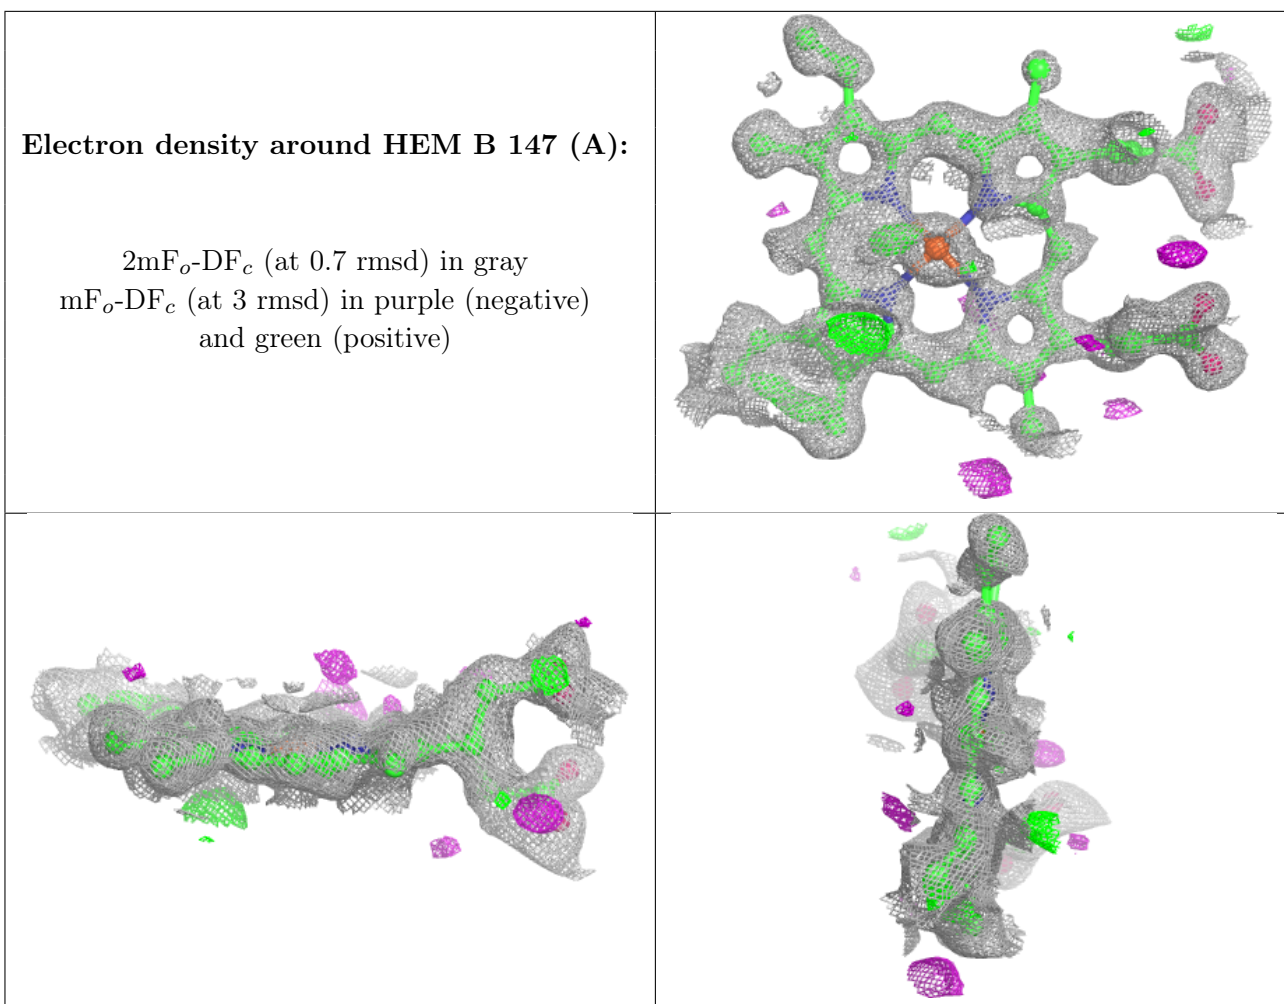 Electron density around HEM B 147 (A):
2mFₒ-DF𝒸 (at 0.7 rmsd) in gray
mFₒ-DF𝒸 (at 3 rmsd) in purple (negative)
and green (positive)